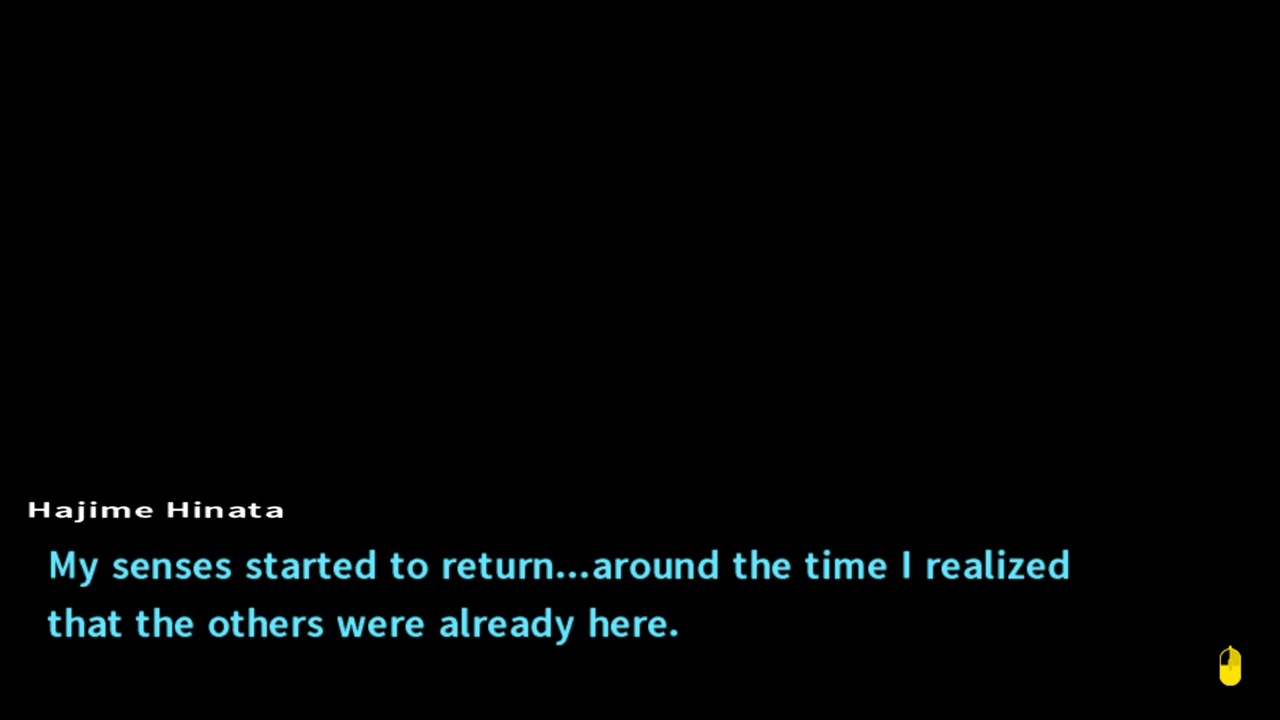 Hajime Hinata
My senses started to return...around the time I realized
that the others were already here.